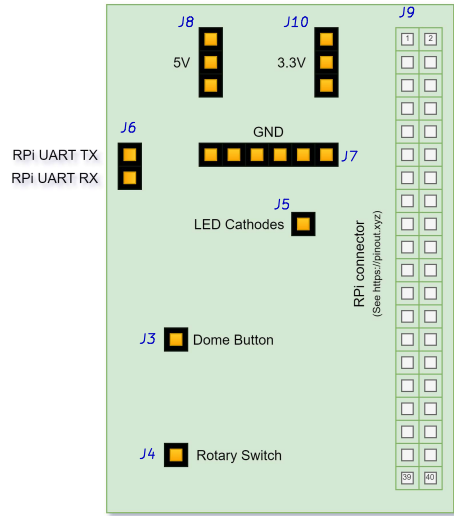 J8
J10
J9
5V
3.3V
1
2
J6
GND
RPi UART TX
J7
RPi UART RX
J5
LED Cathodes
RPi connector
(See https://pinout.xyz)
J3
Dome Button
J4
Rotary Switch
39
40